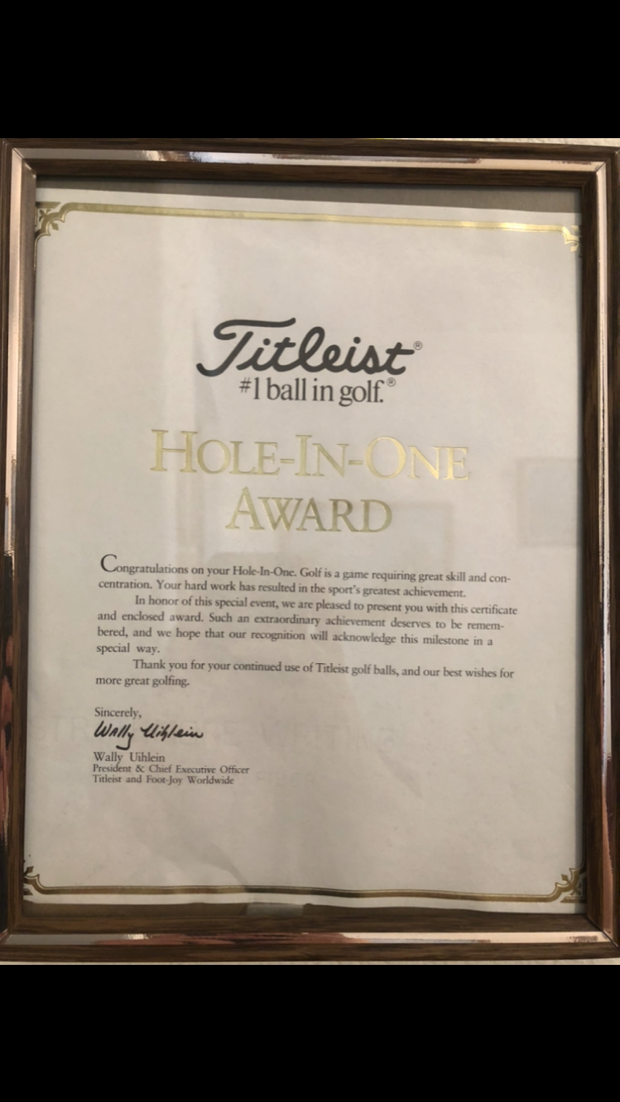 Titleist®
#1 ball in golf.®
HOLE-IN-ONE
AWARD
Congratulations on your Hole-In-One. Golf is a game requiring great skill and con-
centration. Your hard work has resulted in the sport's greatest achievement.
In honor of this special event, we are pleased to present you with this certificate
and enclosed award. Such an extraordinary achievement deserves to be remem-
bered, and we hope that our recognition will acknowledge this milestone in a
special way.
Thank you for your continued use of Titleist golf balls, and our best wishes for
more great golfing.
Sincerely,
Wally Uihlein
Wally Uihlein
President & Chief Executive Officer
Titleist and Foot-Joy Worldwide